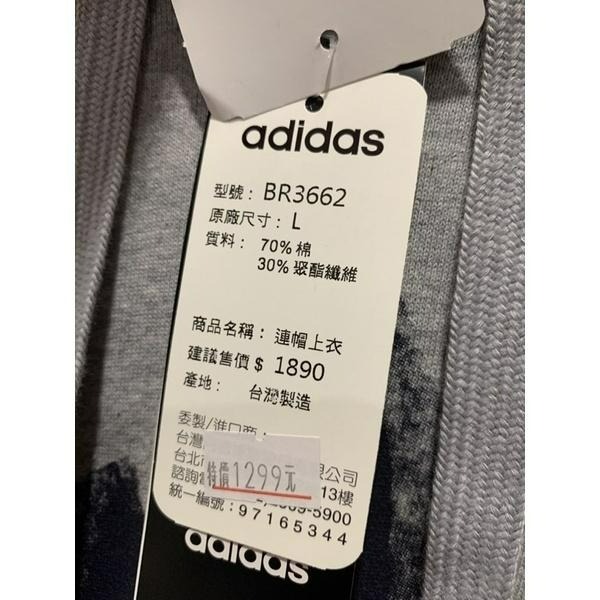 adidas
型號： BR3662
原廠尺寸： L
質料： 70% 棉
30% 聚酯纖維
商品名稱： 連帽上衣
建議售價 $ 1890
產地： 台灣製造
委製/進口商：
台灣
限公司
台北
13樓
諮詢
5900
特價1299元
統一編號：97165344
adidas